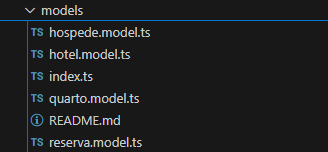 models
TS hospede.model.ts
TS hotel.model.ts
TS index.ts
TS quarto.model.ts
README.md
TS reserva.model.ts